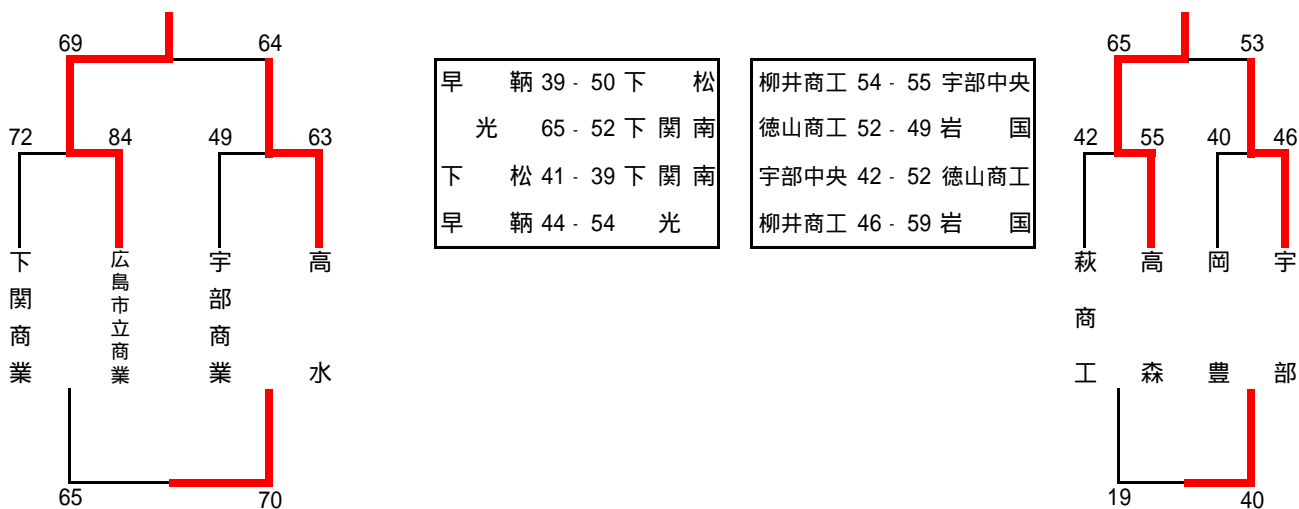 69 64
72 84 49 63
下関商業
広島市立商業
宇部商業
高水
65 70
早鞆 39 - 50 下松
光 65 - 52 下関南
下松 41 - 39 下関南
早鞆 44 - 54 光
柳井商工 54 - 55 宇部中央
徳山商工 52 - 49 岩国
宇部中央 42 - 52 徳山商工
柳井商工 46 - 59 岩国
65 53
42 55 40 46
萩商工
高森
岡豊
宇部
19 40